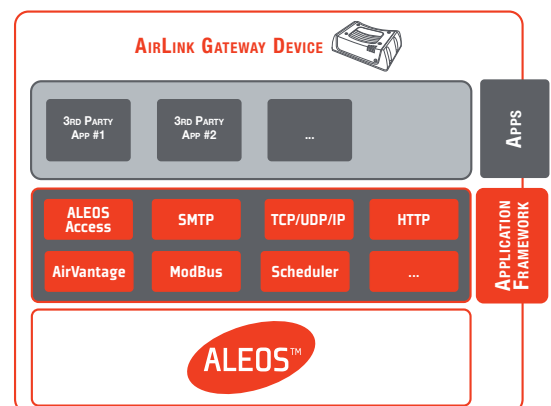 AIRLINK GATEWAY DEVICE
3RD PARTY
APP #1
3RD PARTY
APP #2
...
APPS
ALEOS
Access
SMTP
TCP/UDP/IP
HTTP
AirVantage
ModBus
Scheduler
...
APPLICATION
FRAMEWORK
ALEOS™